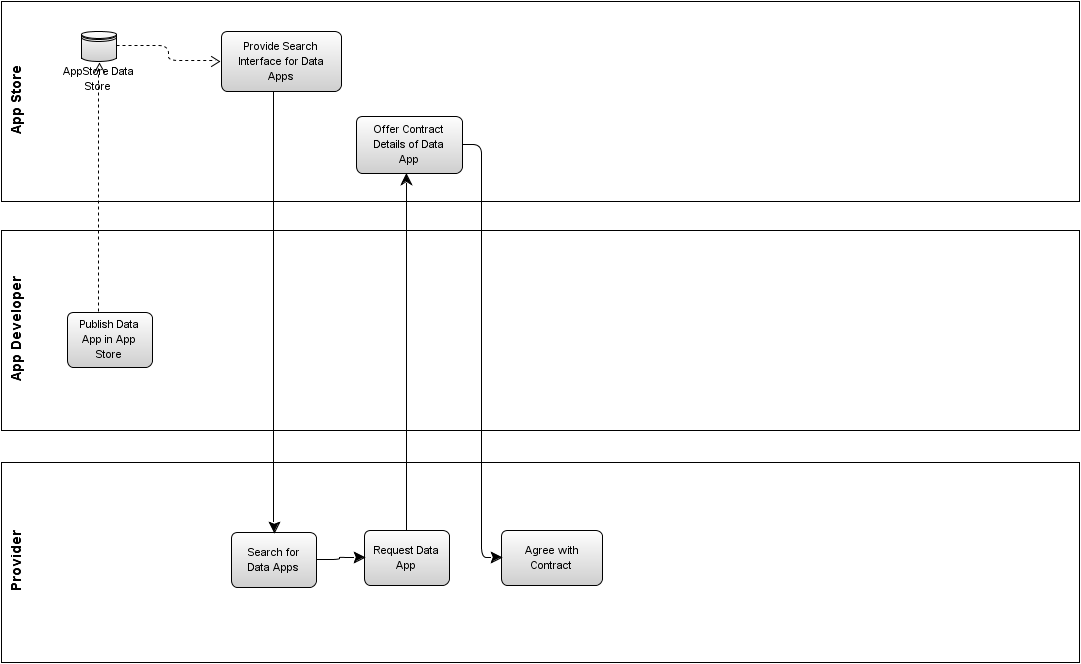 App Store
AppStore Data
Store
Provide Search
Interface for Data
Apps
Offer Contract
Details of Data
App
App Developer
Publish Data
App in App
Store
Provider
Search for
Data Apps
Request Data
App
Agree with
Contract